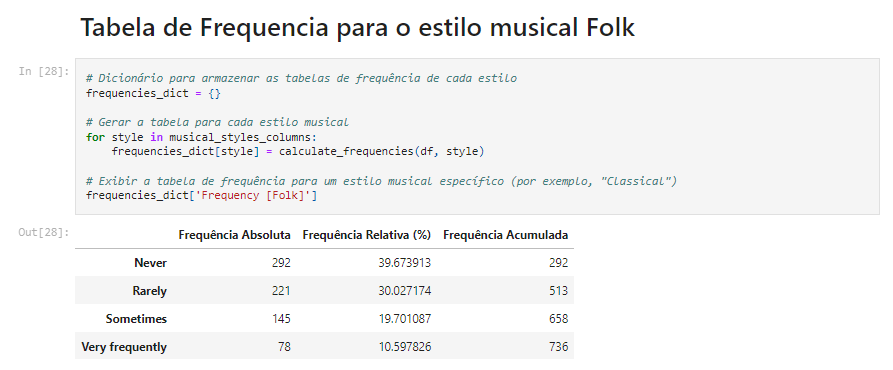 Tabela de Frequencia para o estilo musical Folk
In [28]:
# Dicionário para armazenar as tabelas de frequência de cada estilo
frequencies_dict = {}
# Gerar a tabela para cada estilo musical
for style in musical_styles_columns:
    frequencies_dict[style] = calculate_frequencies(df, style)
# Exibir a tabela de frequência para um estilo musical específico (por exemplo, "Classical")
frequencies_dict['Frequency [Folk]']
Out[28]:
Frequência Absoluta Frequência Relativa (%) Frequência Acumulada
Never 292 39.673913 292
Rarely 221 30.027174 513
Sometimes 145 19.701087 658
Very frequently 78 10.597826 736